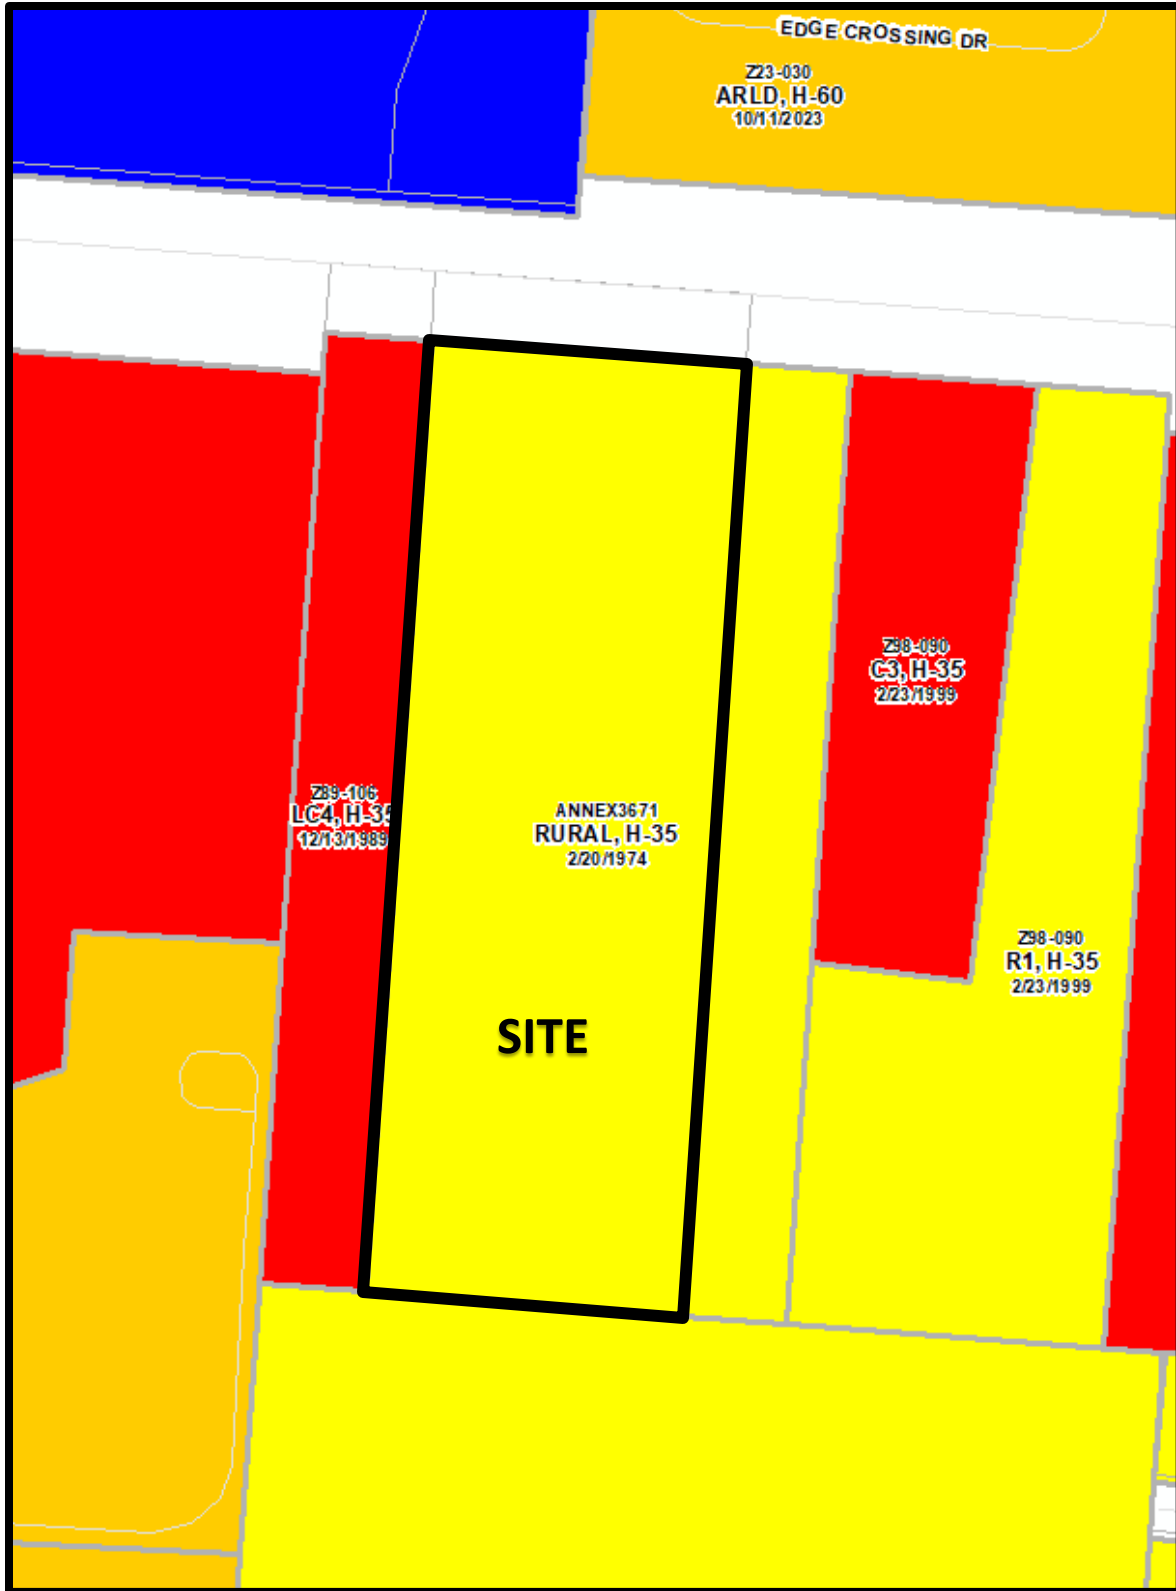 EDGE CROSSING DR
Z23-030
ARLD, H-60
10/11/2023
Z98-090
C3, H-35
2/23/1999
Z89-106
LC4, H-35
12/13/1989
ANNEX3671
RURAL, H-35
2/20/1974
Z98-090
R1, H-35
2/23/1999
SITE